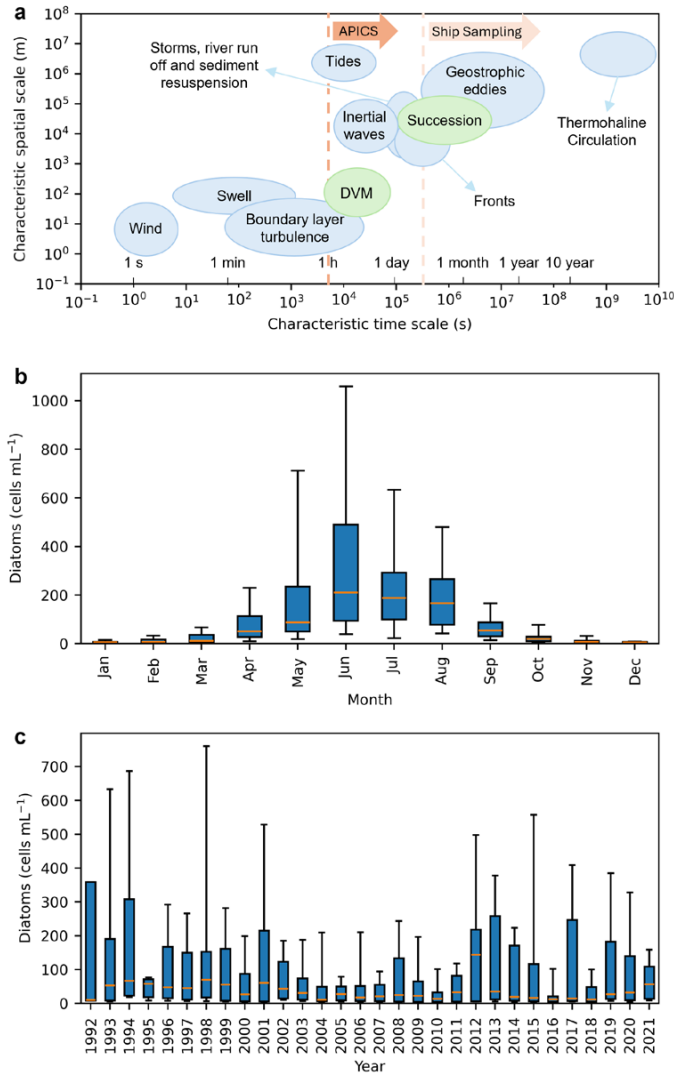 a
APICS
Ship Sampling
Storms, river run
off and sediment
resuspension
Tides
Geostrophic
eddies
Inertial
waves
Succession
Thermohaline
Circulation
Fronts
DVM
Swell
Wind
Boundary layer
turbulence
1 s
1 min
1 h
1 day
1 month
1 year
10 year
10⁸
10⁷
10⁶
10⁵
10⁴
10³
10²
10¹
10⁰
10⁻¹
Characteristic spatial scale (m)
10⁻¹ 10⁰ 10¹ 10² 10³ 10⁴ 10⁵ 10⁶ 10⁷ 10⁸ 10⁹ 10¹⁰
Characteristic time scale (s)
b
1000
800
600
400
200
0
Diatoms (cells mL⁻¹)
Jan Feb Mar Apr May Jun Jul Aug Sep Oct Nov Dec
Month
c
700
600
500
400
300
200
100
0
Diatoms (cells mL⁻¹)
1992 1993 1994 1995 1996 1997 1998 1999 2000 2001 2002 2003 2004 2005 2006 2007 2008 2009 2010 2011 2012 2013 2014 2015 2016 2017 2018 2019 2020 2021
Year